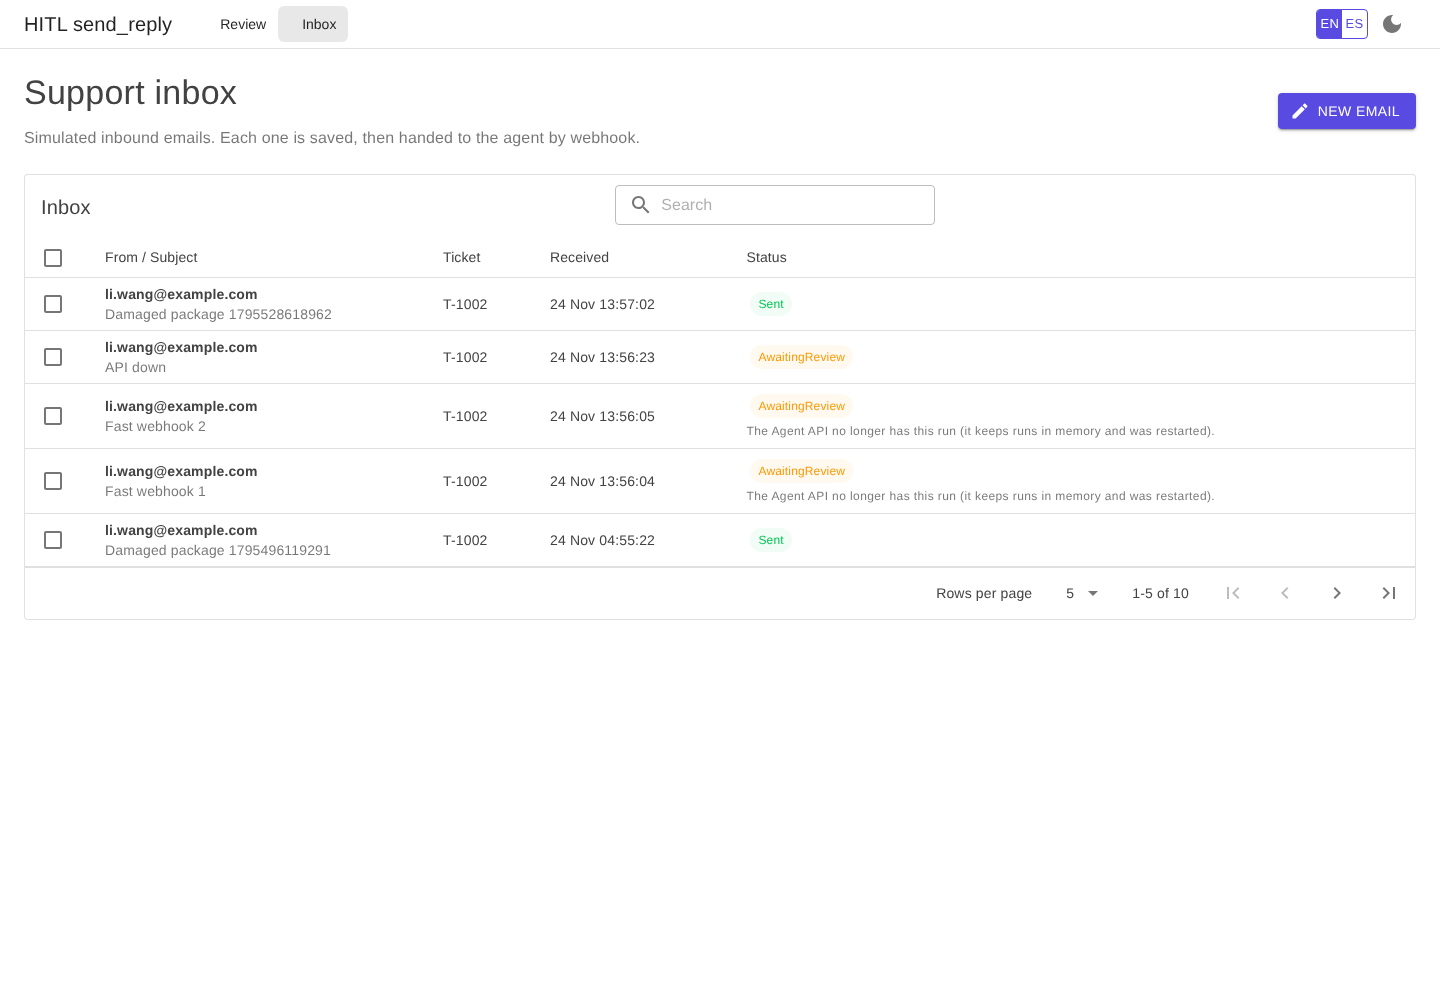 HITL send_reply
Review
Inbox
EN
ES
Support inbox
Simulated inbound emails. Each one is saved, then handed to the agent by webhook.
NEW EMAIL
Inbox
Search
From / Subject
Ticket
Received
Status
li.wang@example.com
Damaged package 1795528618962
T-1002
24 Nov 13:57:02
Sent
li.wang@example.com
API down
T-1002
24 Nov 13:56:23
AwaitingReview
li.wang@example.com
Fast webhook 2
T-1002
24 Nov 13:56:05
AwaitingReview
The Agent API no longer has this run (it keeps runs in memory and was restarted).
li.wang@example.com
Fast webhook 1
T-1002
24 Nov 13:56:04
AwaitingReview
The Agent API no longer has this run (it keeps runs in memory and was restarted).
li.wang@example.com
Damaged package 1795496119291
T-1002
24 Nov 04:55:22
Sent
Rows per page
5
1-5 of 10